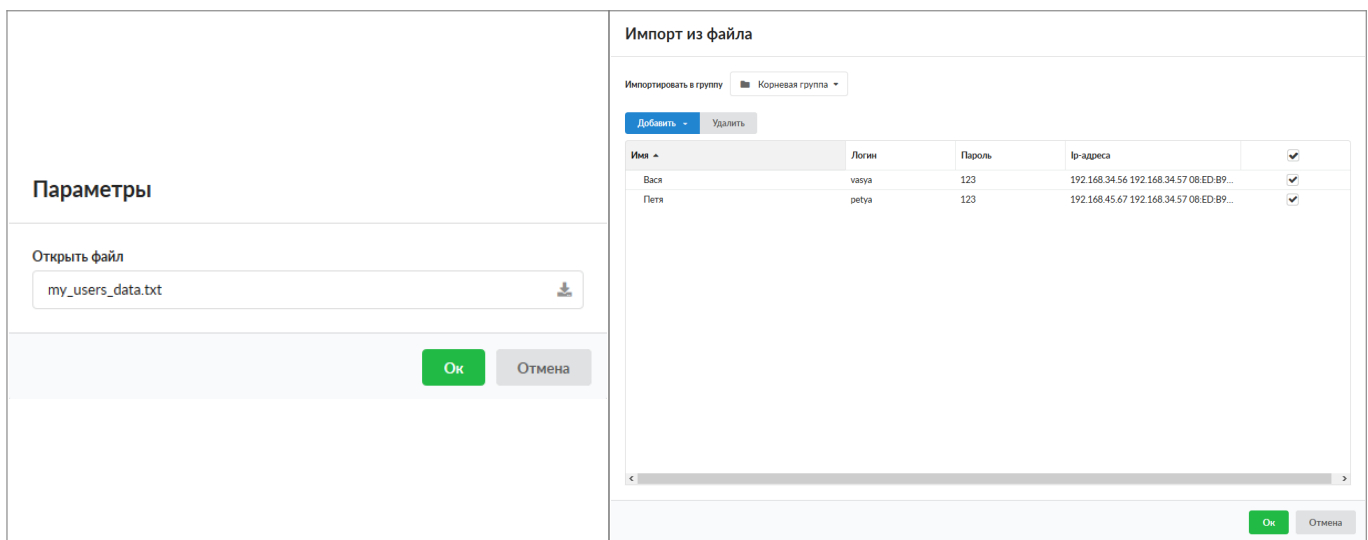 Параметры
Открыть файл
my_users_data.txt
Ок Отмена
Импорт из файла
Импортировать в группу Корневая группа
Добавить Удалить
Имя Логин Пароль Ip-адреса
Вася vasya 123 192.168.34.56 192.168.34.57 08:ED:B9...
Петя petya 123 192.168.45.67 192.168.34.57 08:ED:B9...
Ок Отмена